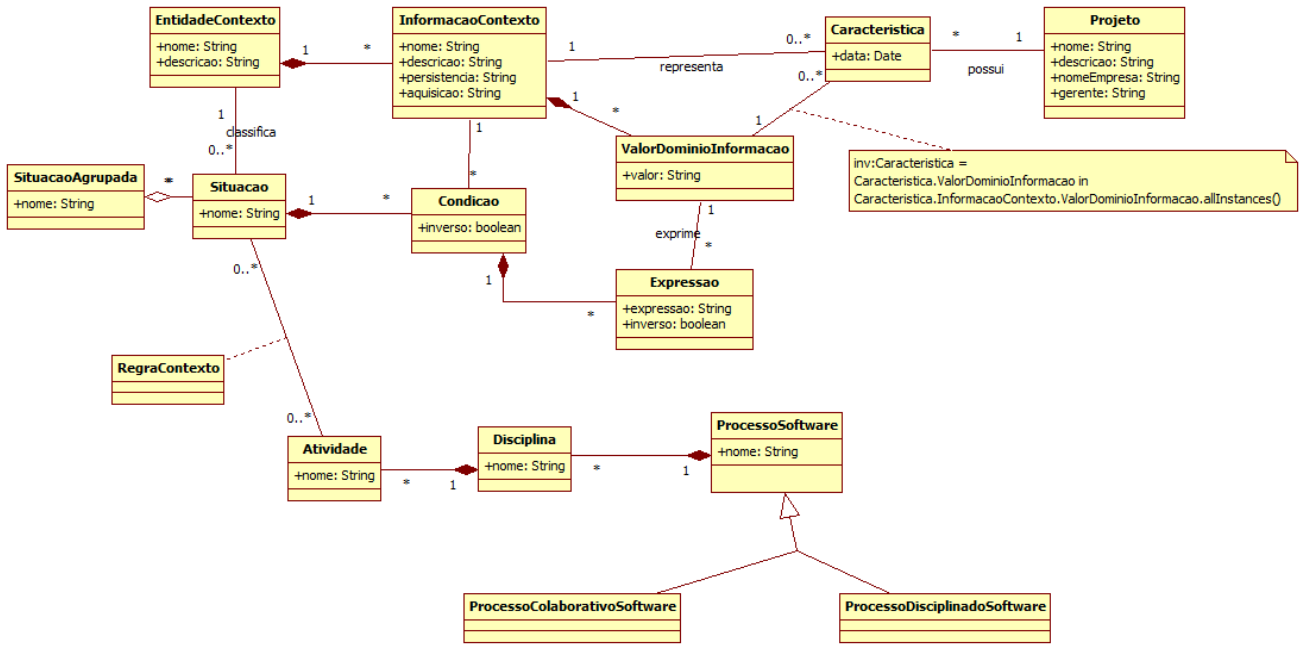 EntidadeContexto
+nome: String
+descricao: String
1
*
InformacaoContexto
+nome: String
+descricao: String
+persistencia: String
+aquisicao: String
1
representa
0..*
Caracteristica
+data: Date
*
1
possui
Projeto
+nome: String
+descricao: String
+nomeEmpresa: String
+gerente: String
1
classifica
0..*
1
*
1
*
0..*
1
ValorDominioInformacao
+valor: String
inv:Caracteristica =
Caracteristica.ValorDominioInformacao in
Caracteristica.InformacaoContexto.ValorDominioInformacao.allInstances()
SituacaoAgrupada
+nome: String
*
Situacao
+nome: String
1
*
Condicao
+inverso: boolean
1
exprime
*
1
*
Expressao
+expressao: String
+inverso: boolean
0..*
RegraContexto
0..*
Atividade
+nome: String
*
1
Disciplina
+nome: String
*
1
ProcessoSoftware
+nome: String
ProcessoColaborativoSoftware
ProcessoDisciplinadoSoftware